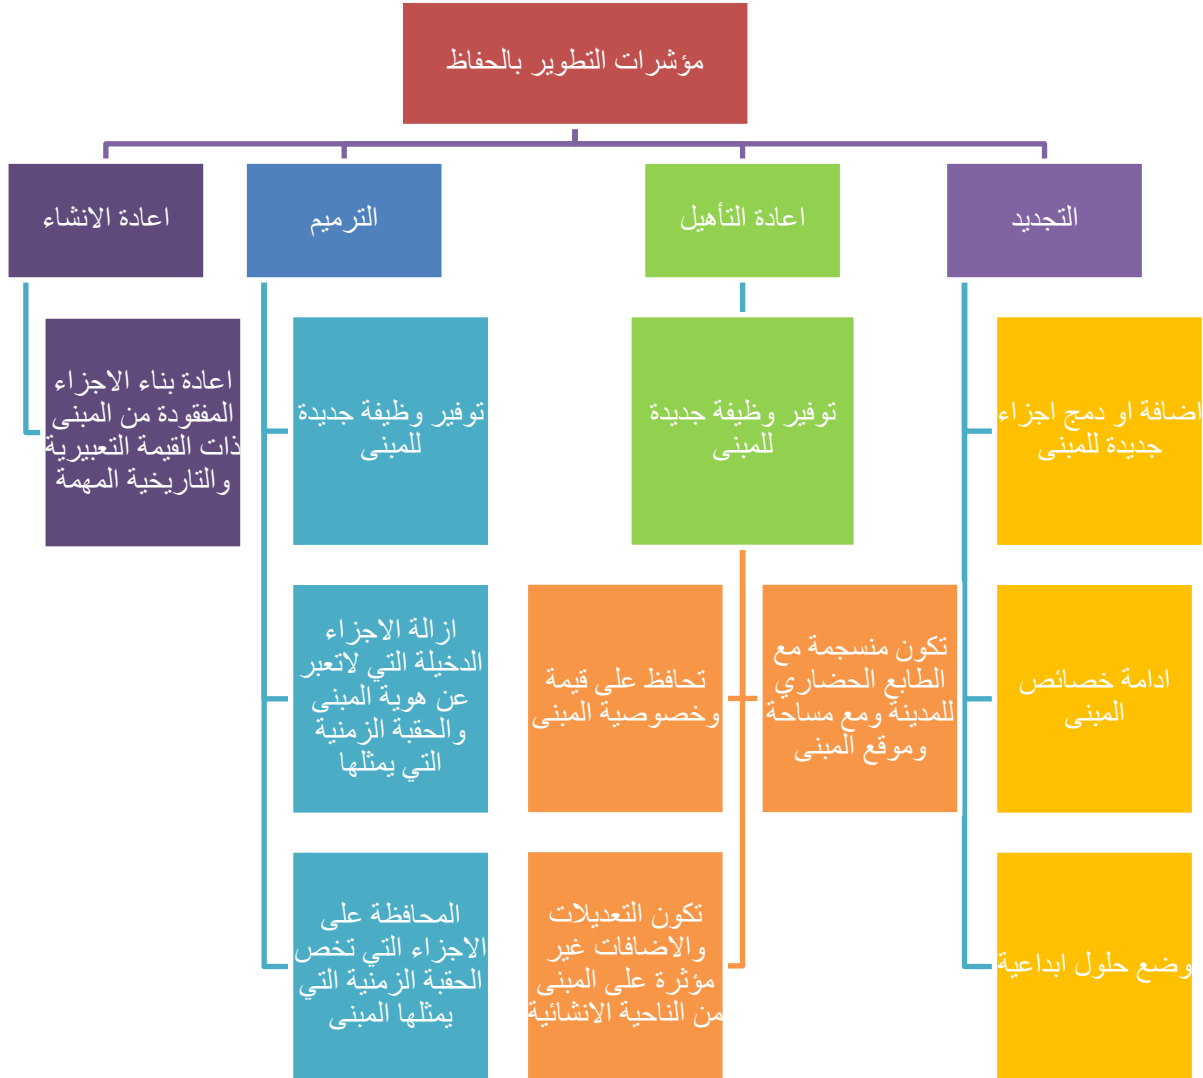 مؤشرات التطوير بالحفاظ
التجديد
اعادة التأهيل
الترميم
اعادة الانشاء
اضافة او دمج اجزاء
جديدة للمبنى
ادامة خصائص
المبنى
وضع حلول ابداعية
توفير وظيفة جديدة
للمبنى
تكون منسجمة مع
الطابع الحضاري
للمدينة ومع مساحة
وموقع المبنى
تحافظ على قيمة
وخصوصية المبنى
تكون التعديلات
والاضافات غير
مؤثرة على المبنى
من الناحية الانشائية
توفير وظيفة جديدة
للمبنى
ازالة الاجزاء
الدخيلة التي لاتعبر
عن هوية المبنى
والحقبة الزمنية
التي يمثلها
المحافظة على
الاجزاء التي تخص
الحقبة الزمنية التي
يمثلها المبنى
اعادة بناء الاجزاء
المفقودة من المبنى
ذات القيمة التعبيرية
والتاريخية المهمة